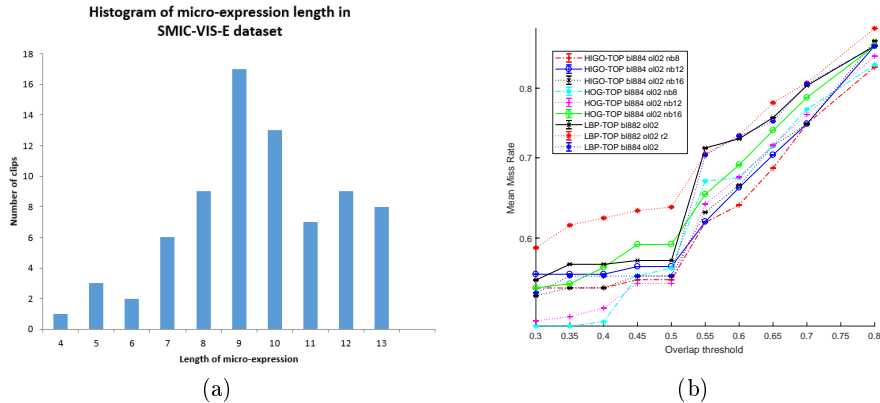 Histogram of micro-expression length in
SMIC-VIS-E dataset
Number of clips
18
16
14
12
10
8
6
4
2
0
4 5 6 7 8 9 10 11 12 13
Length of micro-expression
(a)
Mean Miss Rate
0.8
0.7
0.6
HIGO-TOP bl884 ol02 nb8
HIGO-TOP bl884 ol02 nb12
HIGO-TOP bl884 ol02 nb16
HOG-TOP bl884 ol02 nb8
HOG-TOP bl884 ol02 nb12
HOG-TOP bl884 ol02 nb16
LBP-TOP bl882 ol02
LBP-TOP bl882 ol02 r2
LBP-TOP bl884 ol02
0.3 0.35 0.4 0.45 0.5 0.55 0.6 0.65 0.7 0.8
Overlap threshold
(b)